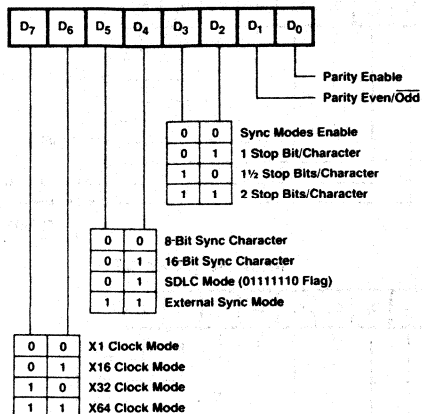 D7 D6 D5 D4 D3 D2 D1 D0
Parity Enable
Parity Even/Odd
0 0 Sync Modes Enable
0 1 1 Stop Bit/Character
1 0 1½ Stop Bits/Character
1 1 2 Stop Bits/Character
0 0 8-Bit Sync Character
0 1 16-Bit Sync Character
0 1 SDLC Mode (01111110 Flag)
1 1 External Sync Mode
0 0 X1 Clock Mode
0 1 X16 Clock Mode
1 0 X32 Clock Mode
1 1 X64 Clock Mode